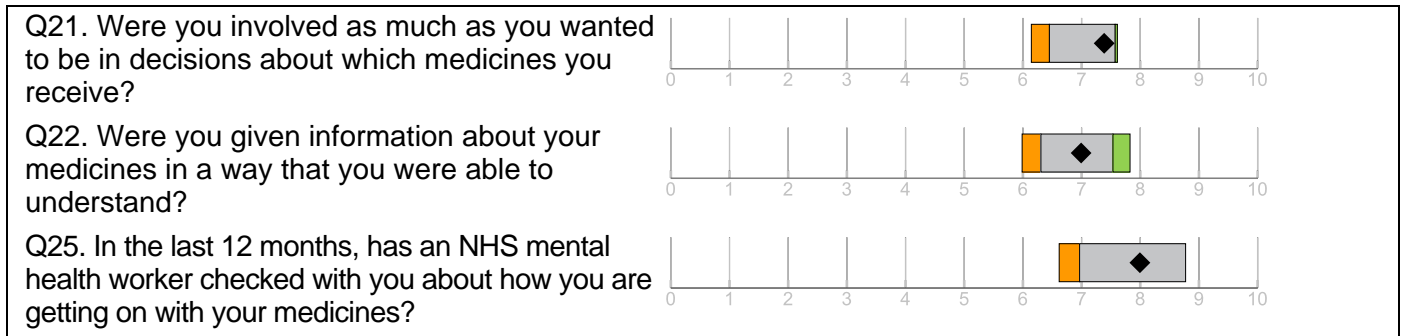 Q21. Were you involved as much as you wanted
to be in decisions about which medicines you
receive?
0 1 2 3 4 5 6 7 8 9 10
Q22. Were you given information about your
medicines in a way that you were able to
understand?
0 1 2 3 4 5 6 7 8 9 10
Q25. In the last 12 months, has an NHS mental
health worker checked with you about how you are
getting on with your medicines?
0 1 2 3 4 5 6 7 8 9 10